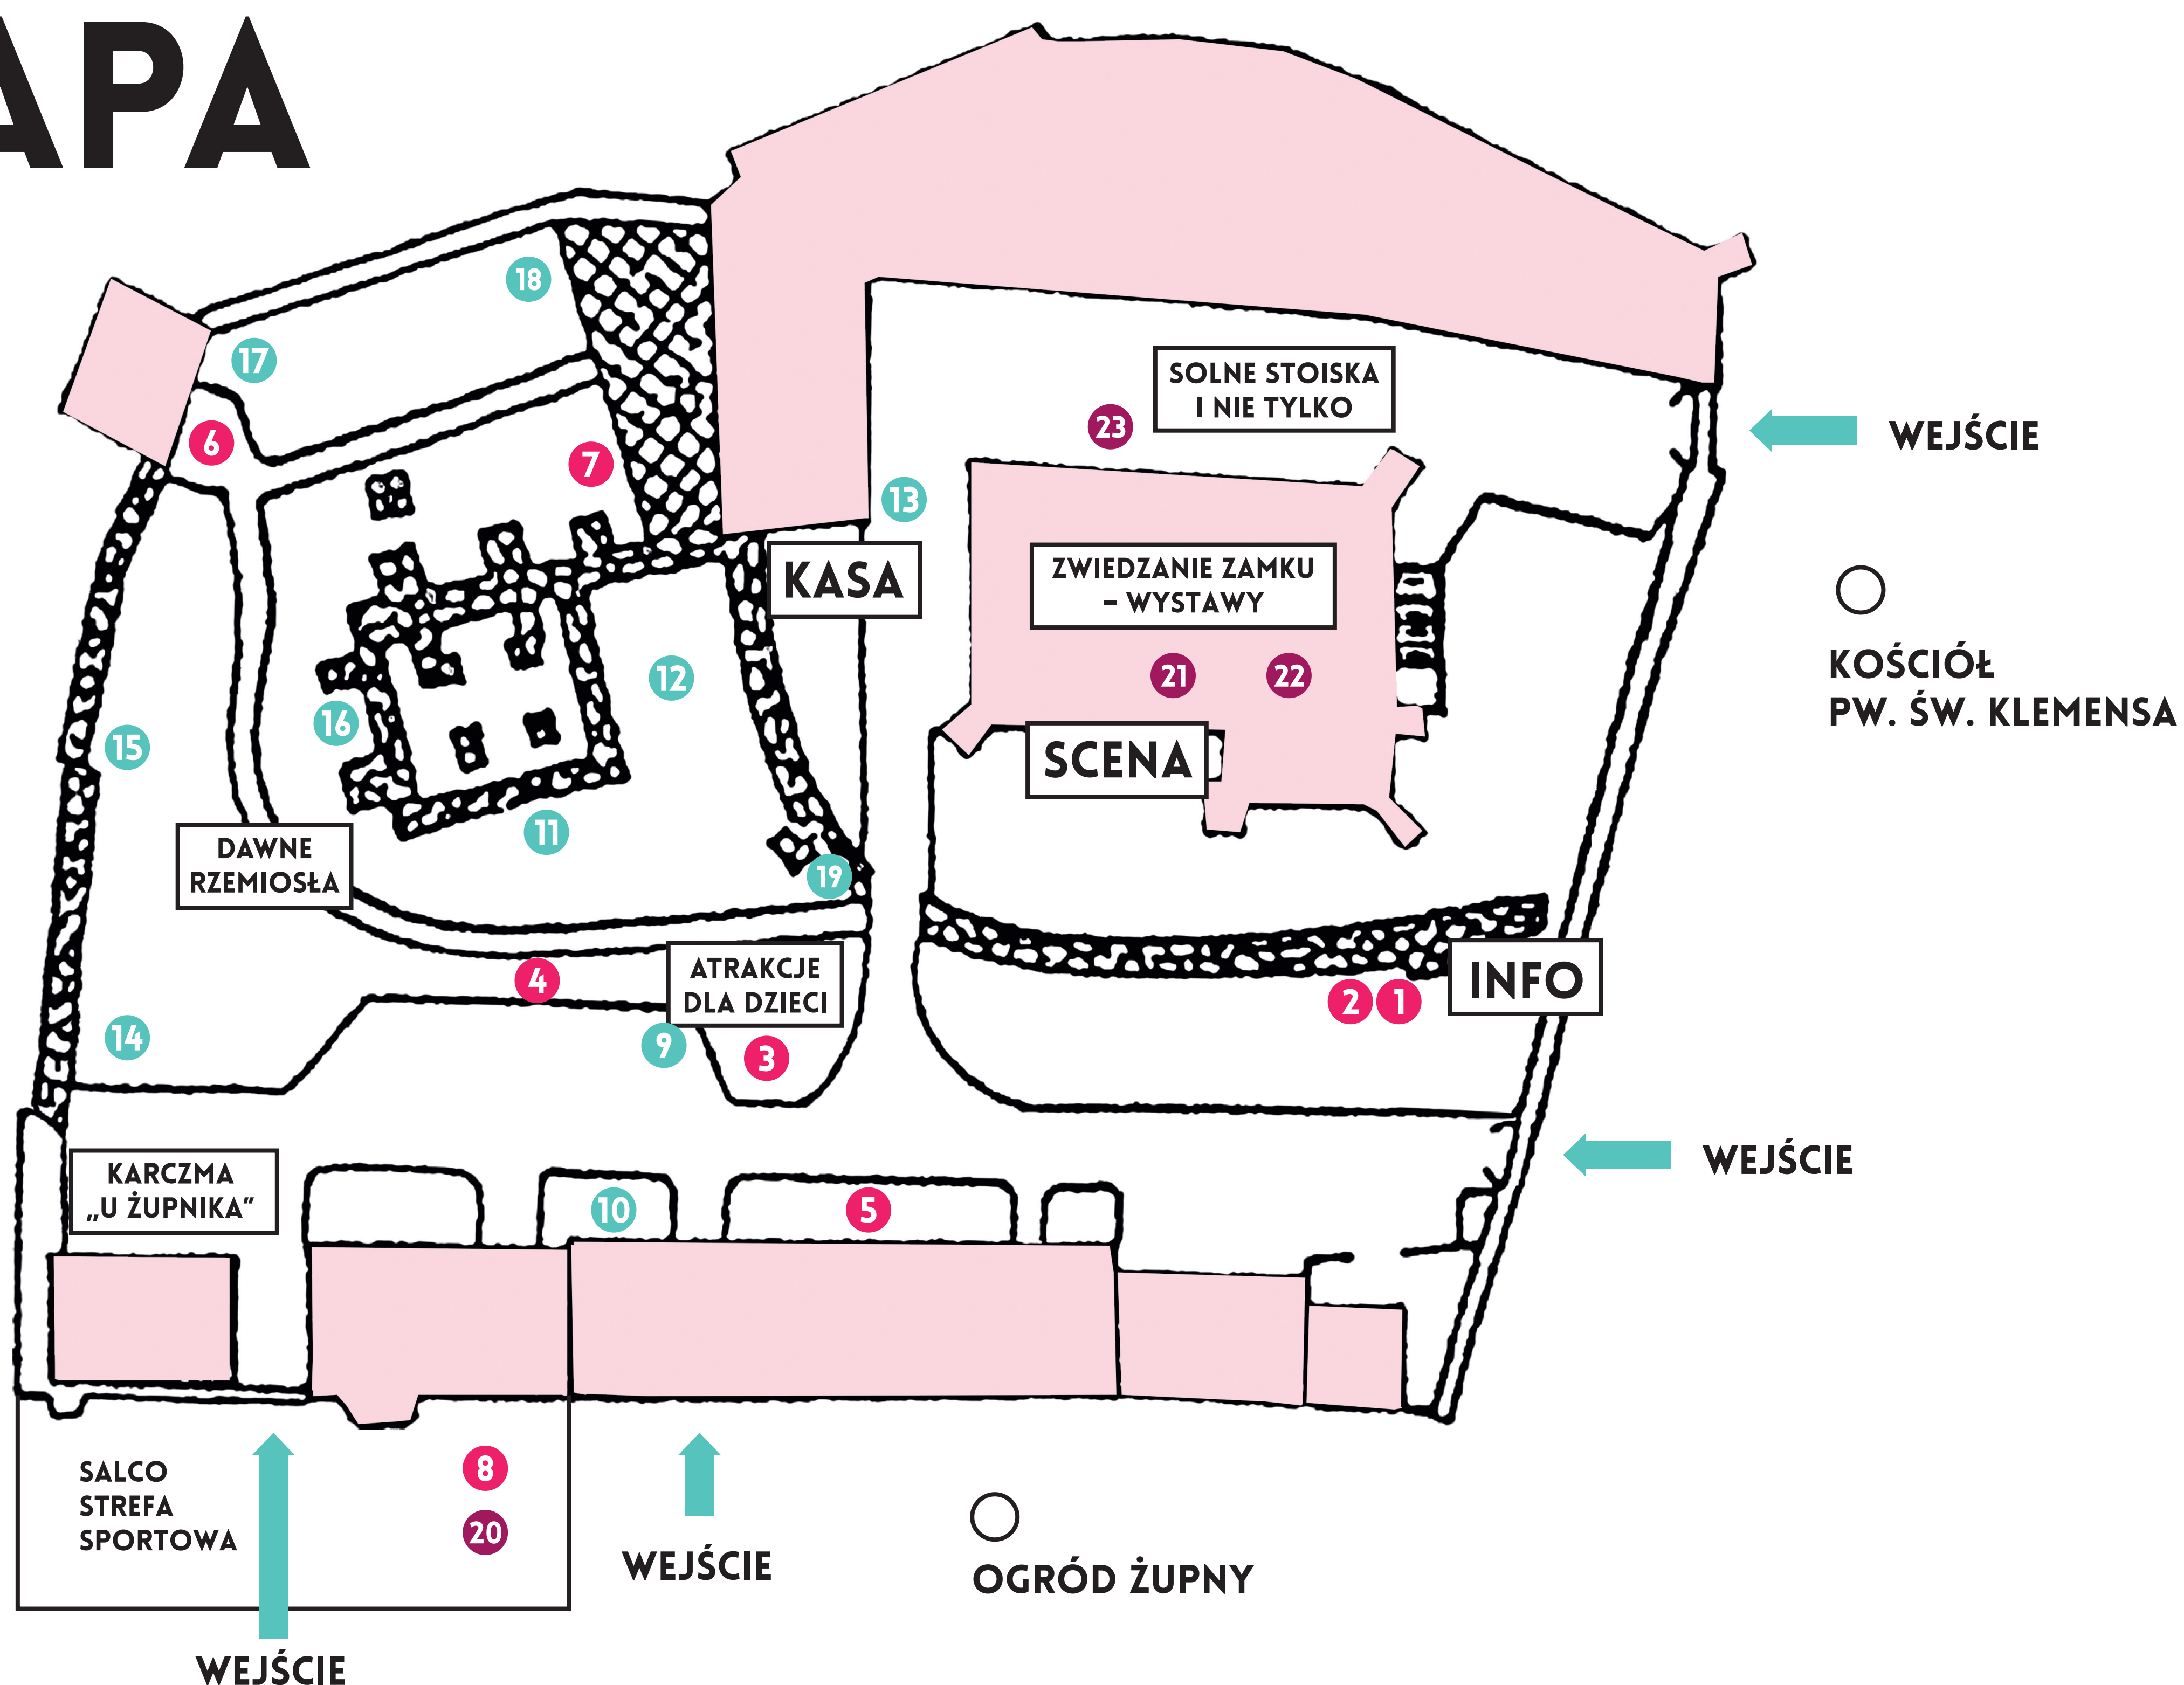 APA
18
17
SOLNE STOISKA
I NIE TYLKO
23
6
7
13
WEJŚCIE
KASA
ZWIEDZANIE ZAMKU
– WYSTAWY
12
21
22
KOŚCIÓŁ
PW. ŚW. KLEMENSA
16
15
SCENA
11
DAWNE
RZEMIOSŁA
19
4
ATRAKCJE
DLA DZIECI
INFO
2
1
14
9
3
WEJŚCIE
KARCZMA
„U ŻUPNIKA”
10
5
SALCO
STREFA
SPORTOWA
8
20
WEJŚCIE
OGRÓD ŻUPNY
WEJŚCIE